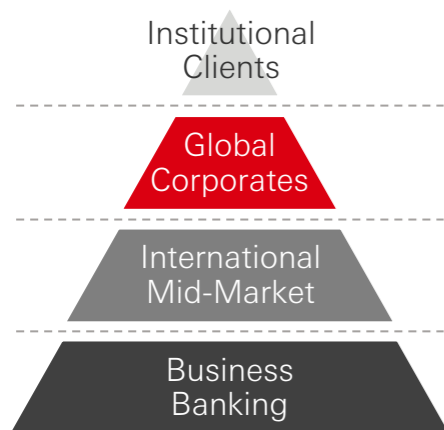 Institutional
Clients
Global
Corporates
International
Mid-Market
Business
Banking